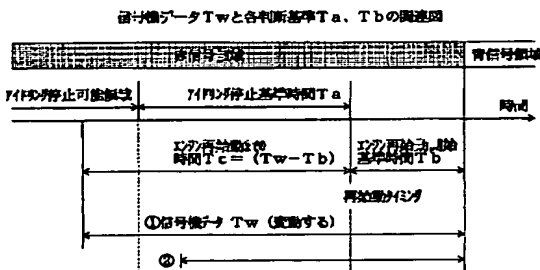 信号機データTwと各判断基準Ta、Tbの関連図
赤信号領域 青信号領域
アイドリング停止可能領域 アイドリング停止基準時間Ta
時間
エンジン再始動までの
時間Tc=(Tw-Tb)
エンジン再始動開始
基準時間Tb
再始動タイミング
①信号機データ Tw (変動する)
②